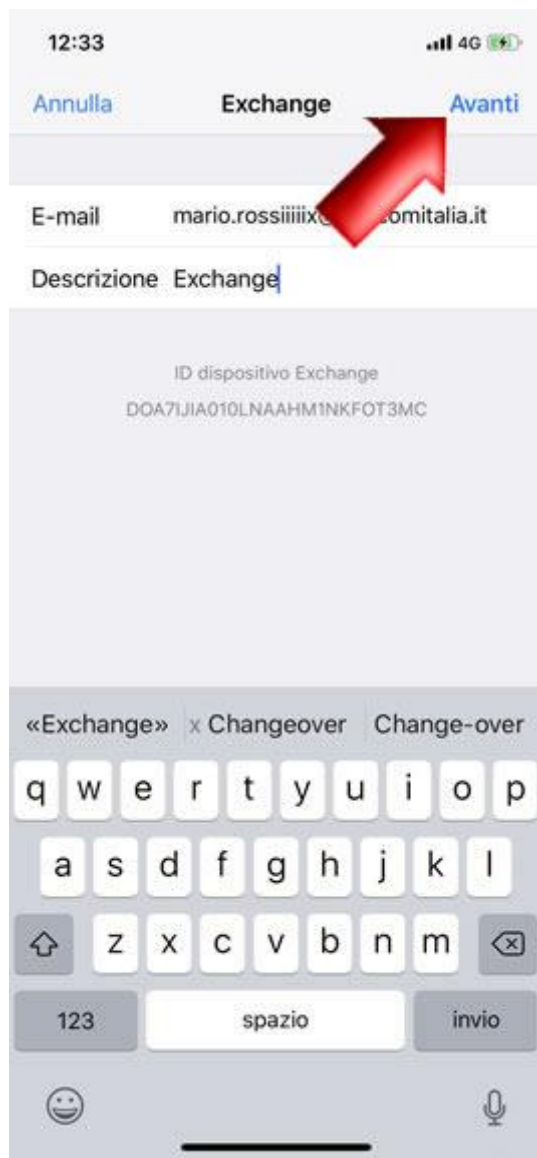 12:33 4G
Annulla Exchange Avanti
E-mail mario.rossiiiiix omitalia.it
Descrizione Exchange
ID dispositivo Exchange
DOA7IJIA010LNAAHM1NKFOT3MC
«Exchange» x Changeover Change-over
q w e r t y u i o p
a s d f g h j k l
z x c v b n m
123 spazio invio